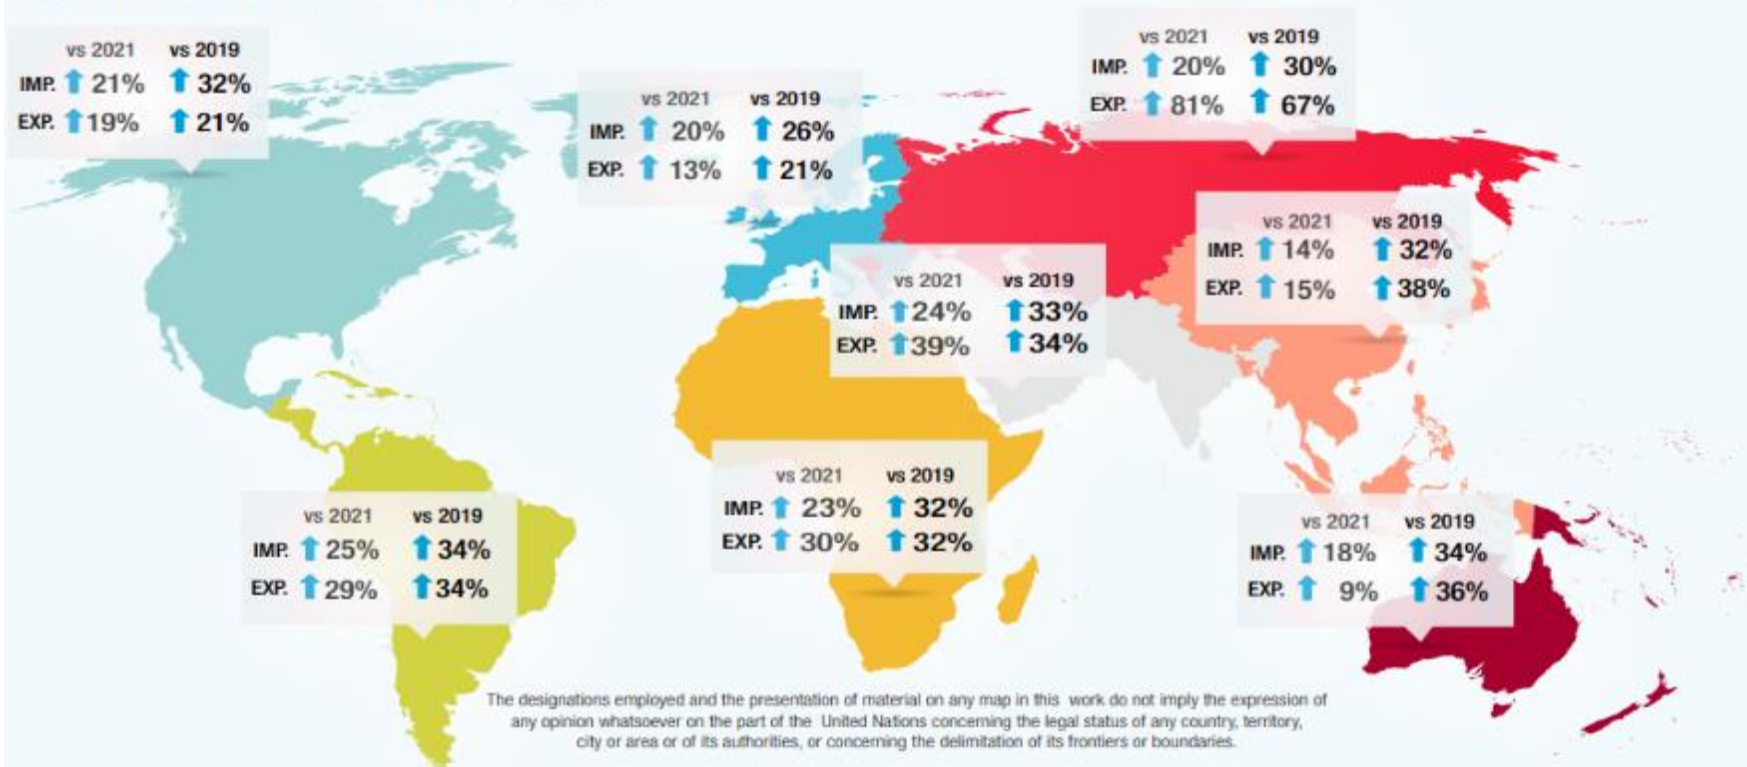 vs 2021 vs 2019
IMP. 21% 32%
EXP. 19% 21%
vs 2021 vs 2019
IMP. 20% 26%
EXP. 13% 21%
vs 2021 vs 2019
IMP. 20% 30%
EXP. 81% 67%
vs 2021 vs 2019
IMP. 14% 32%
EXP. 15% 38%
vs 2021 vs 2019
IMP. 24% 33%
EXP. 39% 34%
vs 2021 vs 2019
IMP. 23% 32%
EXP. 30% 32%
vs 2021 vs 2019
IMP. 25% 34%
EXP. 29% 34%
vs 2021 vs 2019
IMP. 18% 34%
EXP. 9% 36%
The designations employed and the presentation of material on any map in this work do not imply the expression of
any opinion whatsoever on the part of the United Nations concerning the legal status of any country, territory,
city or area or of its authorities, or concerning the delimitation of its frontiers or boundaries.